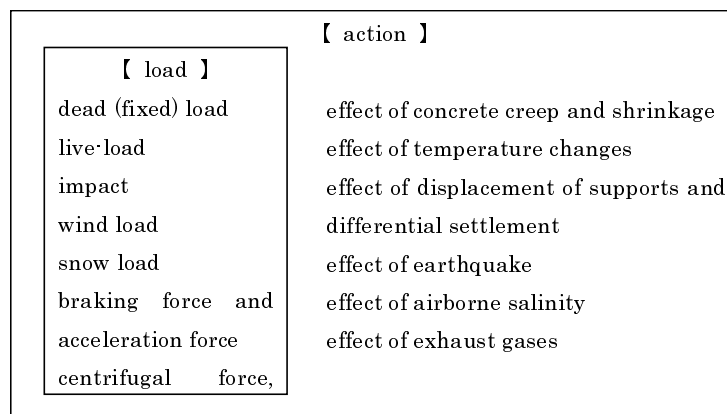 【 action 】
【 load 】
dead (fixed) load
live-load
impact
wind load
snow load
braking force and
acceleration force
centrifugal force,
effect of concrete creep and shrinkage
effect of temperature changes
effect of displacement of supports and
differential settlement
effect of earthquake
effect of airborne salinity
effect of exhaust gases